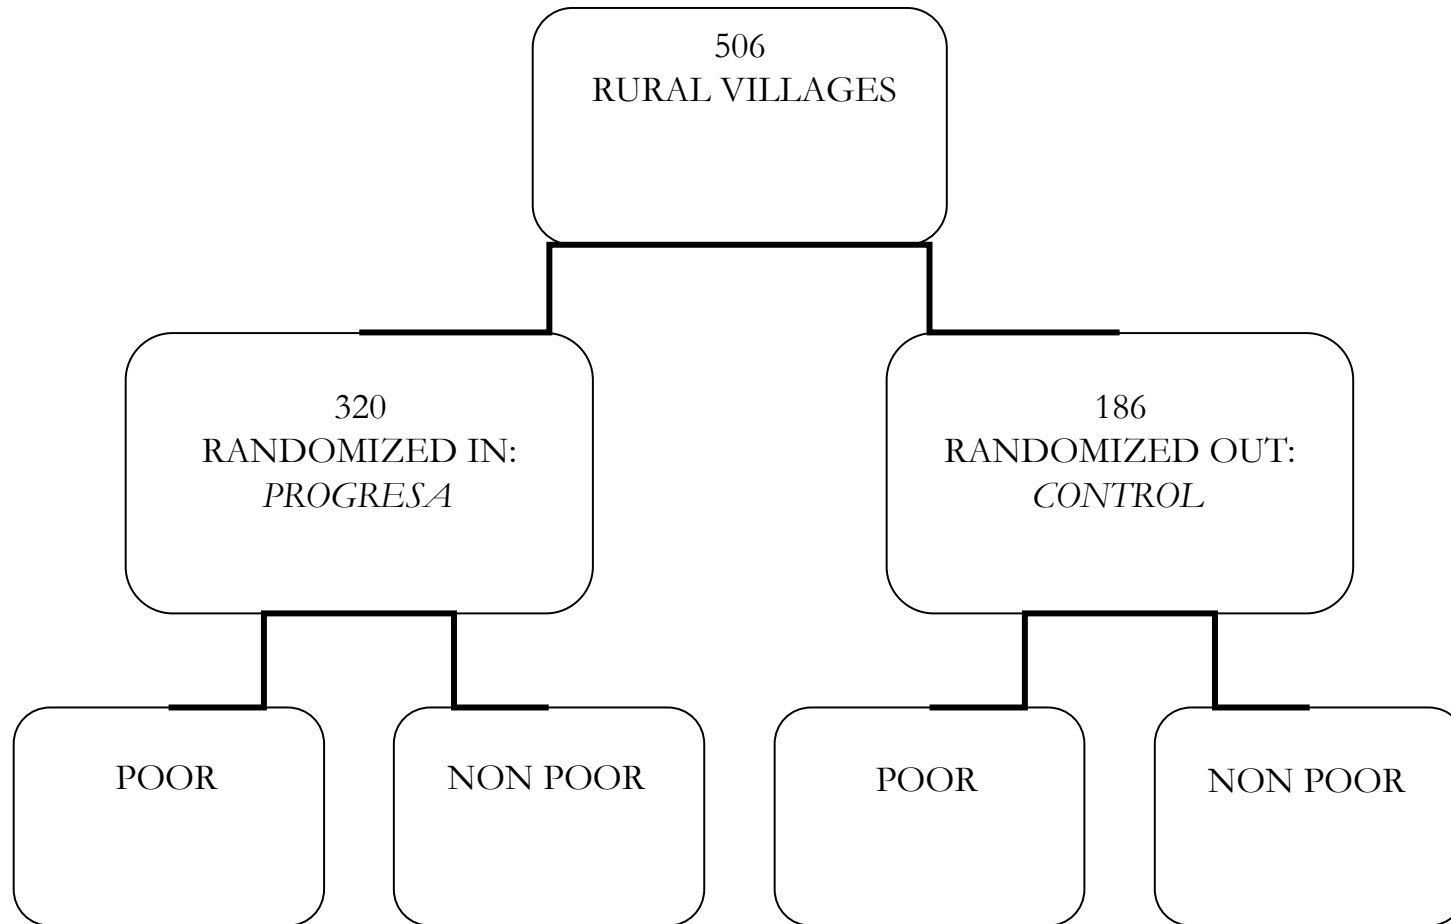 506
RURAL VILLAGES
320
RANDOMIZED IN:
PROGRESA
186
RANDOMIZED OUT:
CONTROL
POOR
NON POOR
POOR
NON POOR